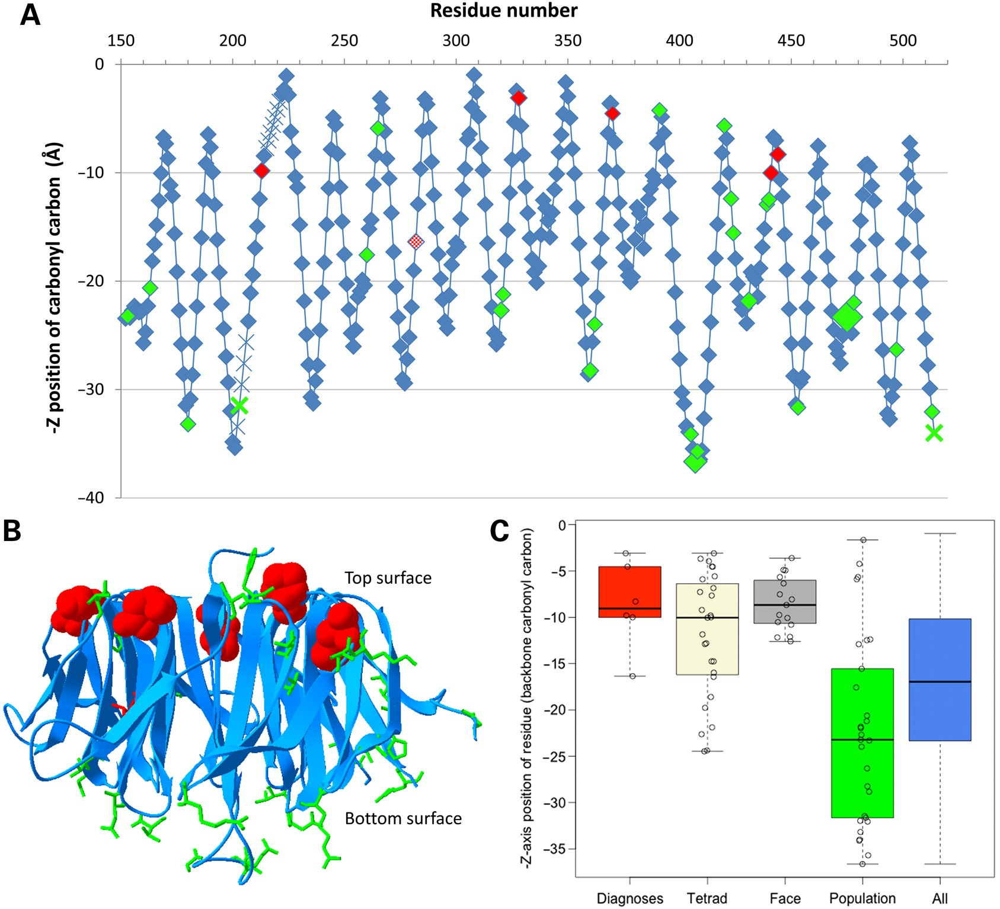 A
Residue number
150 200 250 300 350 400 450 500
-Z position of carbonyl carbon (Å)
0
−10
−20
−30
−40
B
Top surface
Bottom surface
C
-Z-axis position of residue (backbone carbonyl carbon)
0
−5
−10
−15
−20
−25
−30
−35
Diagnoses Tetrad Face Population All